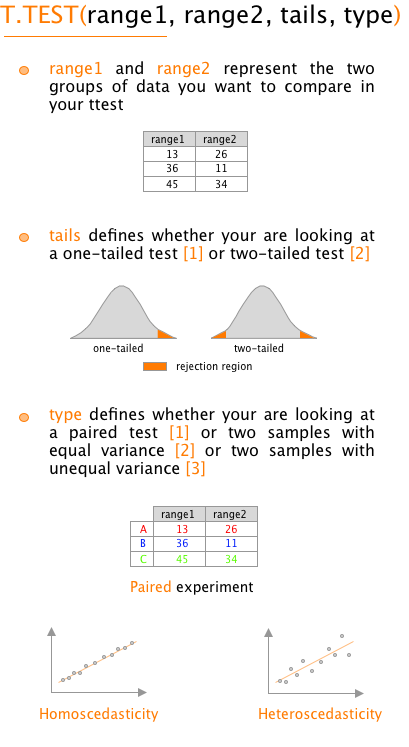 T.TEST(range1, range2, tails, type)
range1 and range2 represent the two
groups of data you want to compare in
your ttest
range1 range2
13 26
36 11
45 34
tails defines whether your are looking at
a one-tailed test [1] or two-tailed test [2]
one-tailed two-tailed
rejection region
type defines whether your are looking at
a paired test [1] or two samples with
equal variance [2] or two samples with
unequal variance [3]
range1 range2
A 13 26
B 36 11
C 45 34
Paired experiment
Homoscedasticity Heteroscedasticity